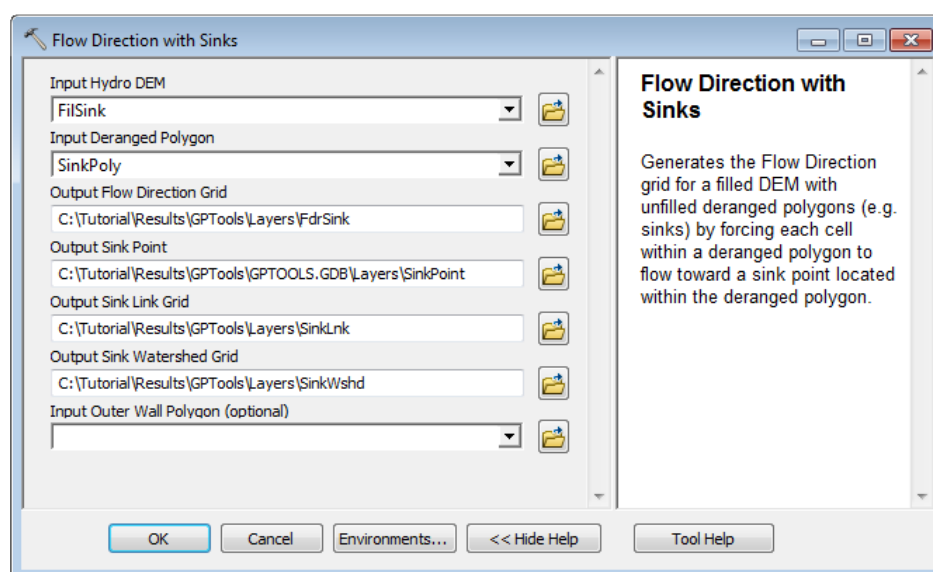 Flow Direction with Sinks
Input Hydro DEM
FilSink
Input Deranged Polygon
SinkPoly
Output Flow Direction Grid
C:\Tutorial\Results\GPTools\Layers\FdrSink
Output Sink Point
C:\Tutorial\Results\GPTools\GPTOOLS.GDB\Layers\SinkPoint
Output Sink Link Grid
C:\Tutorial\Results\GPTools\Layers\SinkLnk
Output Sink Watershed Grid
C:\Tutorial\Results\GPTools\Layers\SinkWshd
Input Outer Wall Polygon (optional)
Flow Direction with
Sinks
Generates the Flow Direction
grid for a filled DEM with
unfilled deranged polygons (e.g.
sinks) by forcing each cell
within a deranged polygon to
flow toward a sink point located
within the deranged polygon.
OK Cancel Environments... << Hide Help Tool Help